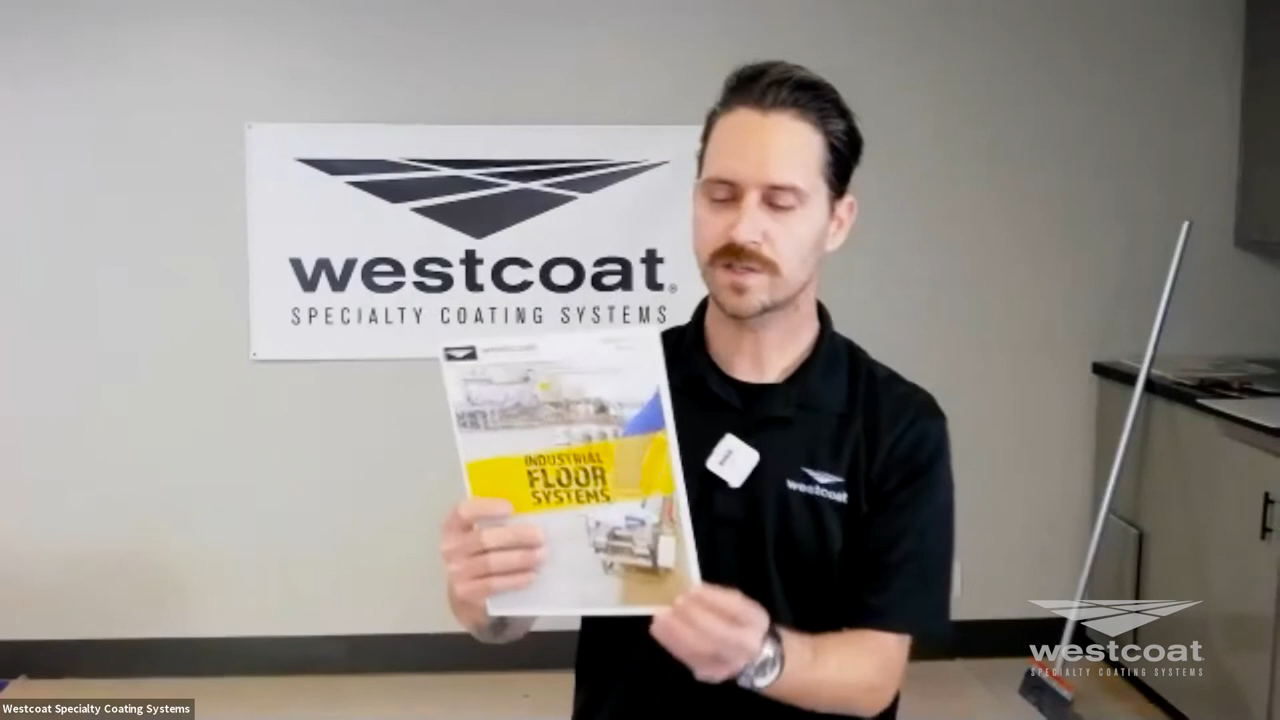 westcoat®
SPECIALTY COATING SYSTEMS
INDUSTRIAL
FLOOR
SYSTEMS
westcoat
westcoat
SPECIALTY COATING SYSTEMS
Westcoat Specialty Coating Systems